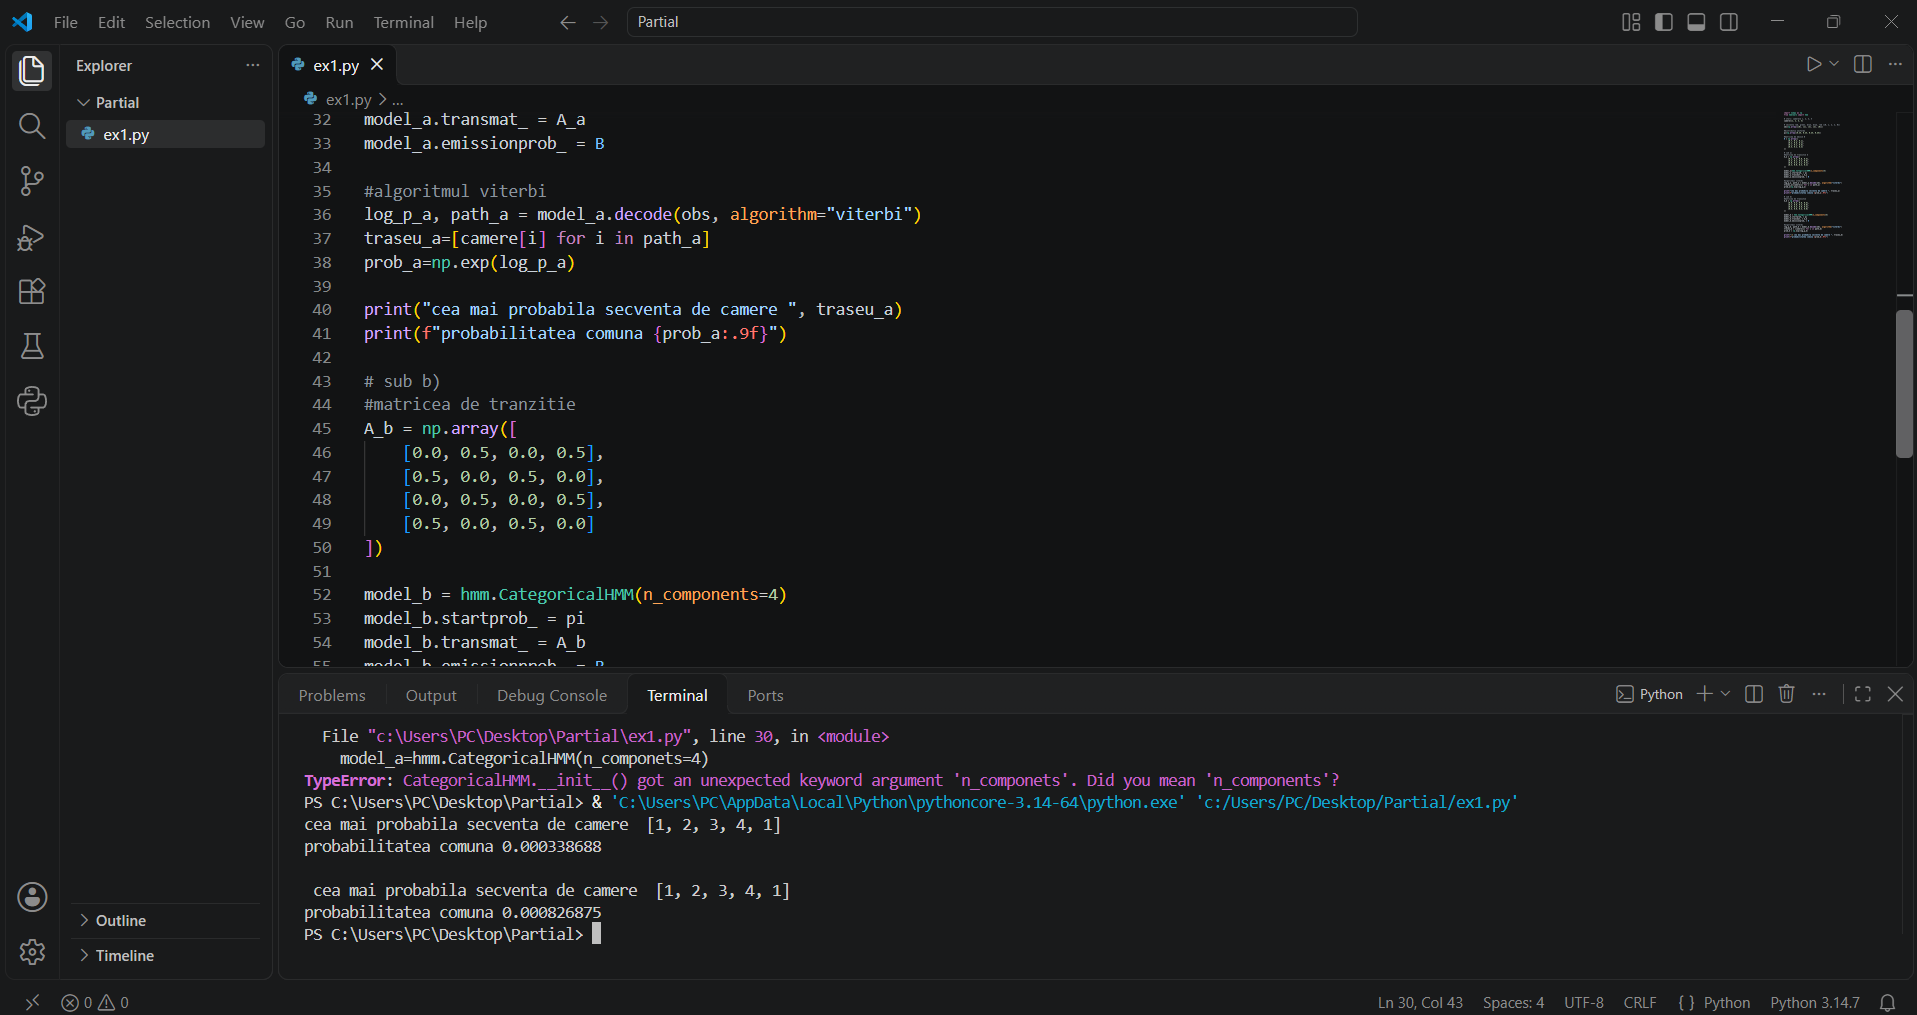 File Edit Selection View Go Run Terminal Help
Partial
Explorer
Partial
ex1.py
Outline
Timeline
ex1.py
ex1.py > ...
32 model_a.transmat_ = A_a
33 model_a.emissionprob_ = B
34
35 #algoritmul viterbi
36 log_p_a, path_a = model_a.decode(obs, algorithm="viterbi")
37 traseu_a=[camere[i] for i in path_a]
38 prob_a=np.exp(log_p_a)
39
40 print("cea mai probabila secventa de camere ", traseu_a)
41 print(f"probabilitatea comuna {prob_a:.9f}")
42
43 # sub b)
44 #matricea de tranzitie
45 A_b = np.array([
46 [0.0, 0.5, 0.0, 0.5],
47 [0.5, 0.0, 0.5, 0.0],
48 [0.0, 0.5, 0.0, 0.5],
49 [0.5, 0.0, 0.5, 0.0]
50 ])
51
52 model_b = hmm.CategoricalHMM(n_components=4)
53 model_b.startprob_ = pi
54 model_b.transmat_ = A_b
55 model_b.emissionprob_ = B
Problems Output Debug Console Terminal Ports
Python
File "c:\Users\PC\Desktop\Partial\ex1.py", line 30, in <module>
model_a=hmm.CategoricalHMM(n_componets=4)
TypeError: CategoricalHMM.__init__() got an unexpected keyword argument 'n_componets'. Did you mean 'n_components'?
PS C:\Users\PC\Desktop\Partial> & 'C:\Users\PC\AppData\Local\Python\pythoncore-3.14-64\python.exe' 'c:/Users/PC/Desktop/Partial/ex1.py'
cea mai probabila secventa de camere  [1, 2, 3, 4, 1]
probabilitatea comuna 0.000338688

cea mai probabila secventa de camere  [1, 2, 3, 4, 1]
probabilitatea comuna 0.000826875
PS C:\Users\PC\Desktop\Partial>
0 0
Ln 30, Col 43 Spaces: 4 UTF-8 CRLF { } Python Python 3.14.7